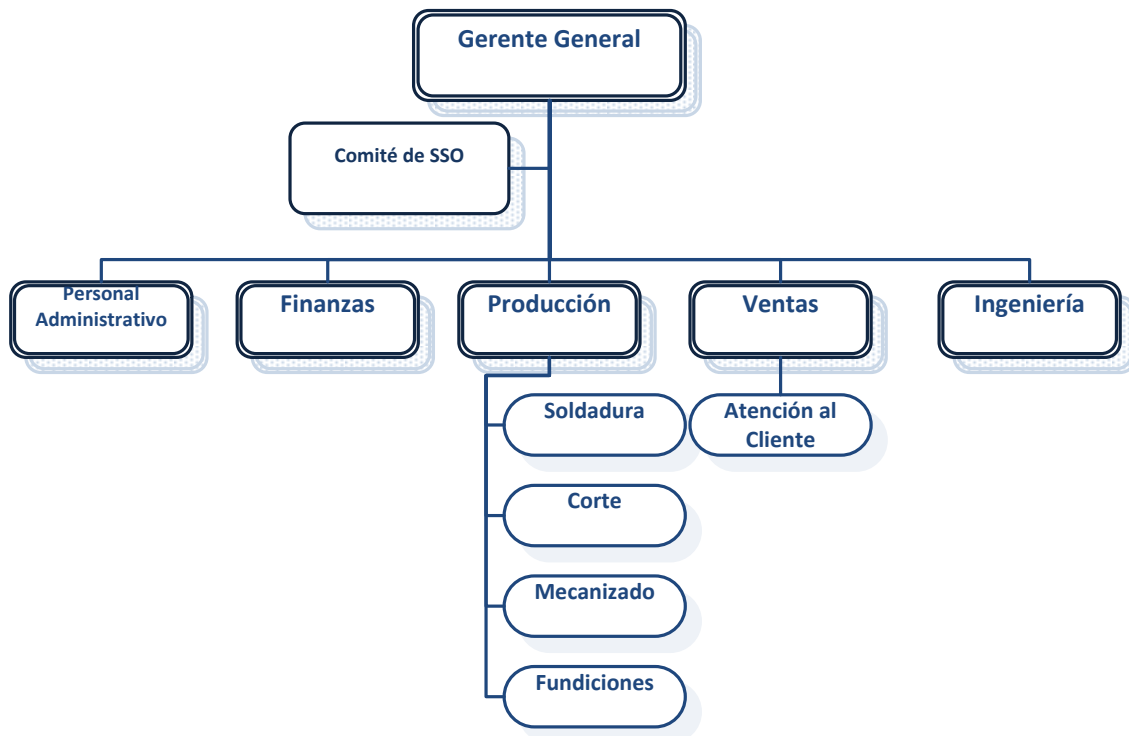 Gerente General
Comité de SSO
Personal
Administrativo
Finanzas
Producción
Ventas
Ingeniería
Soldadura
Atención al
Cliente
Corte
Mecanizado
Fundiciones